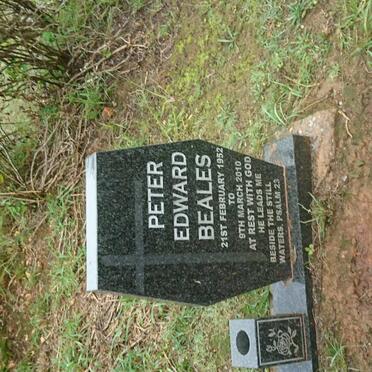 PETER
EDWARD
BEALES
21ST FEBRUARY 1952
TO
9TH MARCH 2010
AT REST WITH GOD
HE LEADS ME
BESIDE THE STILL
WATERS, PSALM 23